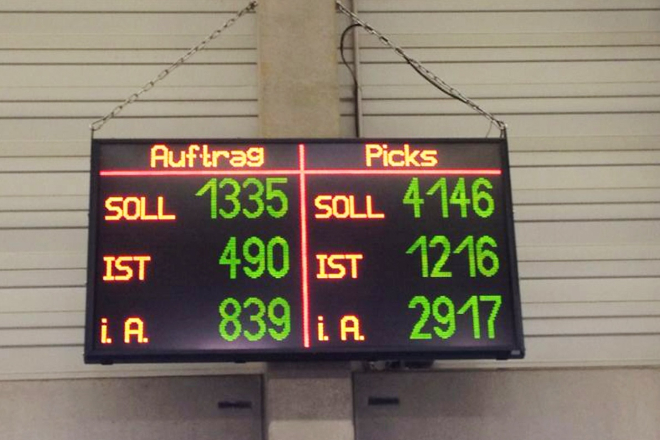 Auftrag Picks
SOLL 1335 SOLL 4146
IST 490 IST 1216
i. A. 839 i. A. 2917